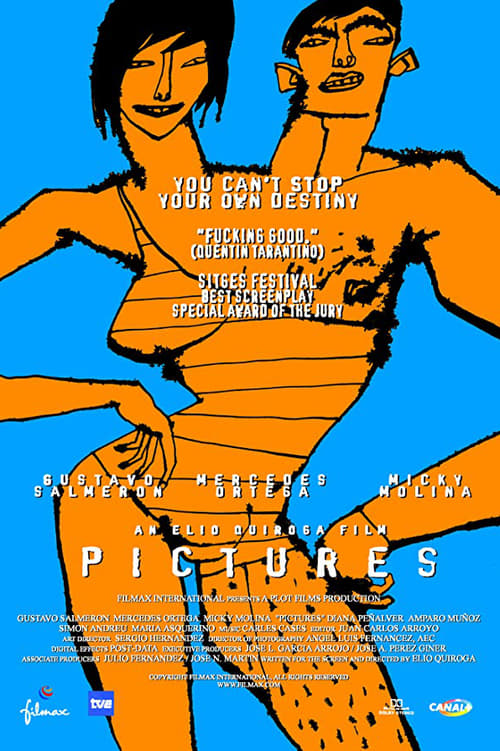 YOU CAN'T STOP
YOUR OWN DESTINY
"FUCKING GOOD."
(QUENTIN TARANTINO)
SITGES FESTIVAL
BEST SCREENPLAY
SPECIAL AWARD OF THE JURY
GUSTAVO SALMERON MERCEDES ORTEGA MICKY MOLINA
AN ELIO QUIROGA FILM
PICTURES
FILMAX INTERNATIONAL PRESENTS A PLOT FILMS PRODUCTION
GUSTAVO SALMERON MERCEDES ORTEGA, MICKY MOLINA "PICTURES" DIANA PEÑALVER AMPARO MUÑOZ
SIMON ANDREU MARIA ASQUERINO MUSIC CARLES CASES EDITOR JUAN CARLOS ARROYO
ART DIRECTOR SERGIO HERNANDEZ DIRECTOR OF PHOTOGRAPHY ANGEL LUIS FERNANCEZ, AEC
DIGITAL EFFECTS POST-DATA EXECUTIVE PRODUCERS JOSE L. GARCIA ARROJO / JOSE A. PEREZ GINER
ASSOCIATE PRODUCERS JULIO FERNANDEZ / JOSE N. MARTIN WRITTEN FOR THE SCREEN AND DIRECTED BY ELIO QUIROGA
COPYRIGHT FILMAX INTERNATIONAL. ALL RIGHTS RESERVED
WWW.FILMAX.COM
filmax tve CANAL+